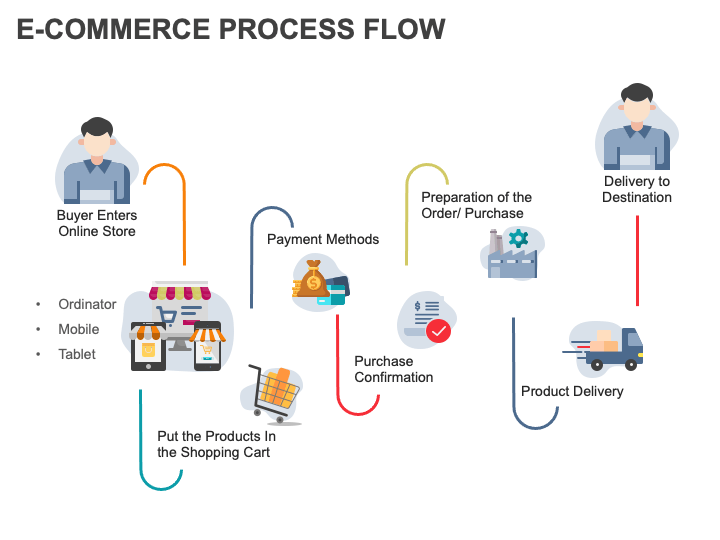 E-COMMERCE PROCESS FLOW
Buyer Enters
Online Store
• Ordinator
• Mobile
• Tablet
Put the Products In
the Shopping Cart
Payment Methods
Purchase
Confirmation
Preparation of the
Order/ Purchase
Product Delivery
Delivery to
Destination
$
$